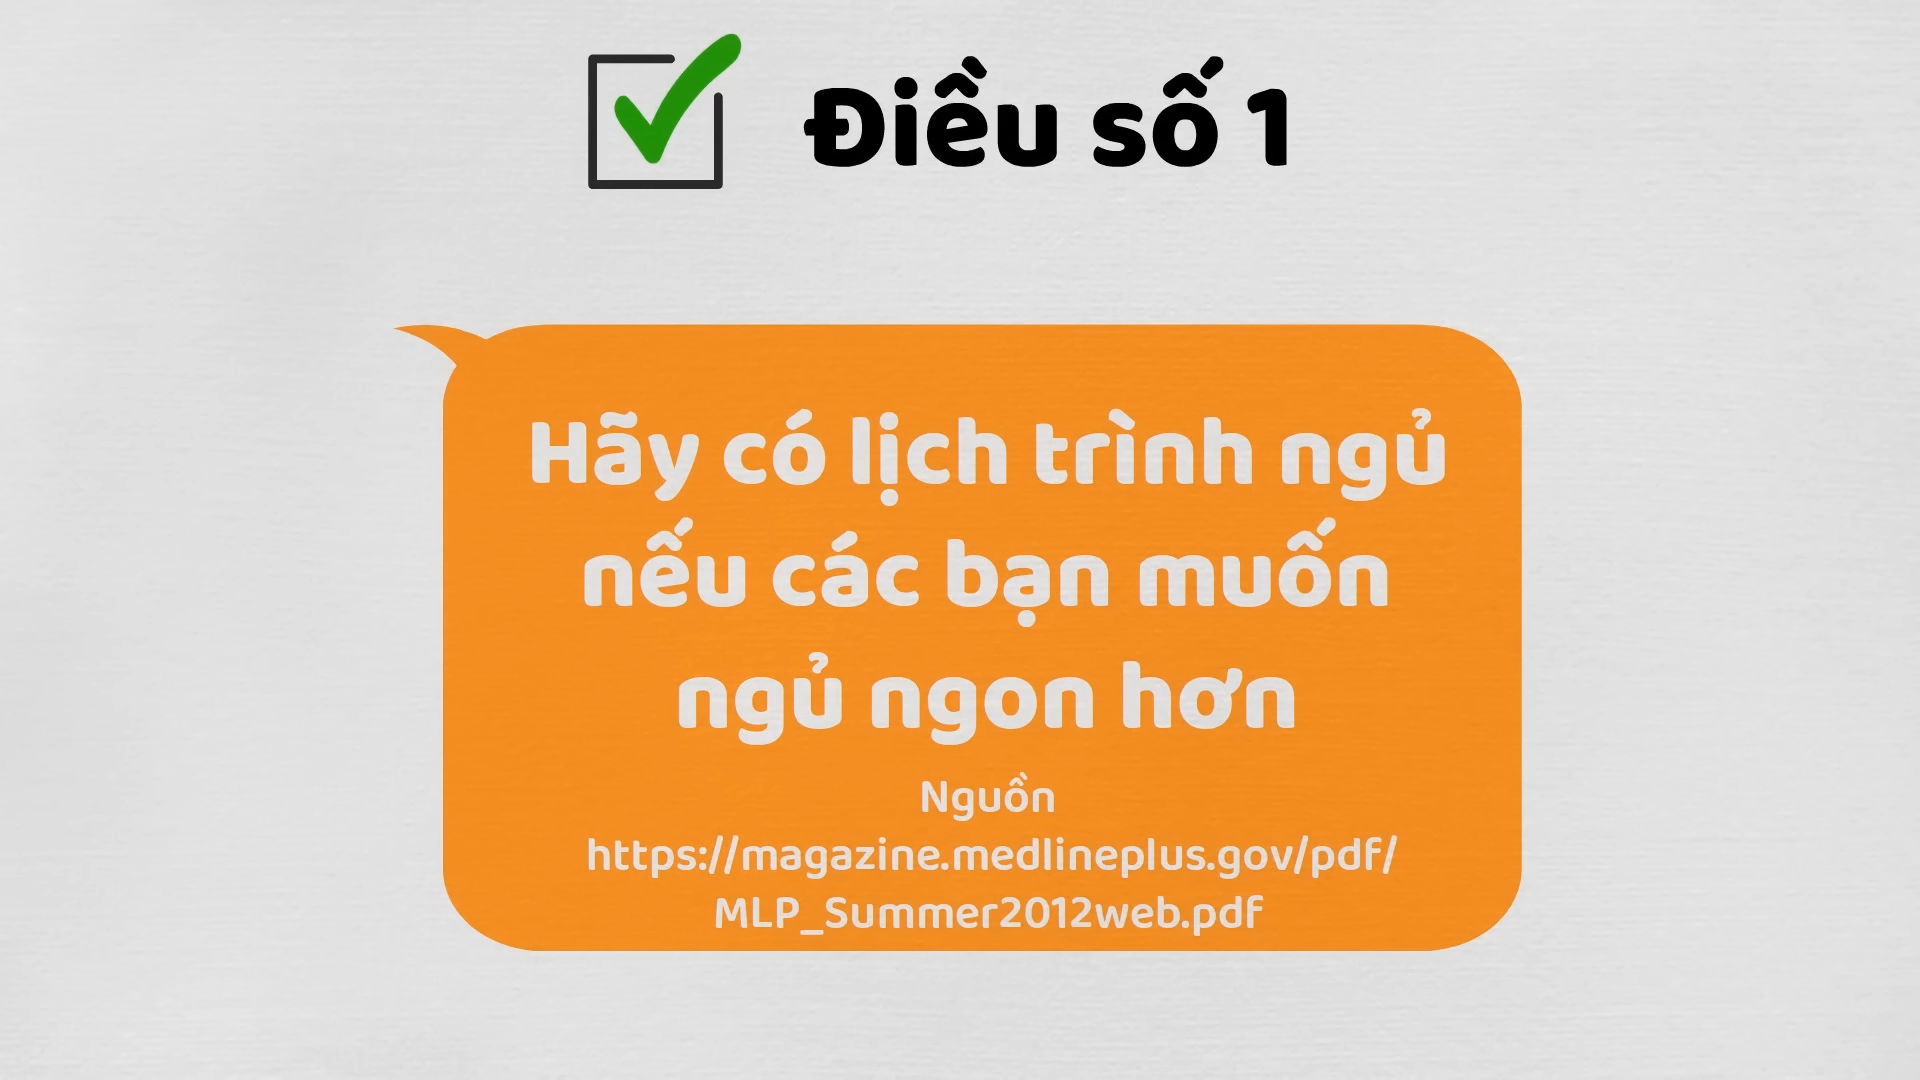 Điều số 1
Hãy có lịch trình ngủ
nếu các bạn muốn
ngủ ngon hơn
Nguồn
https://magazine.medlineplus.gov/pdf/
MLP_Summer2012web.pdf